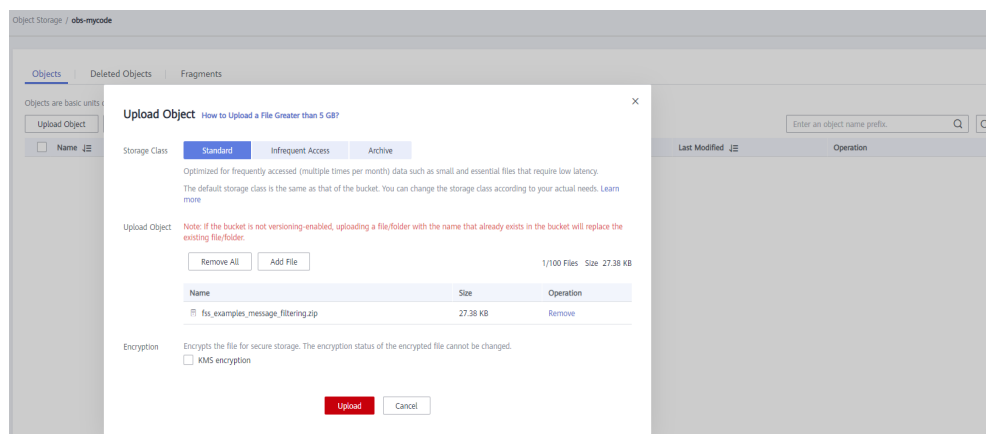 Object Storage / obs-mycode
Objects Deleted Objects Fragments
Objects are basic units
Upload Object
Enter an object name prefix.
Name Last Modified Operation
Upload Object How to Upload a File Greater than 5 GB?
Storage Class Standard Infrequent Access Archive
Optimized for frequently accessed (multiple times per month) data such as small and essential files that require low latency.
The default storage class is the same as that of the bucket. You can change the storage class according to your actual needs. Learn
more
Upload Object Note: If the bucket is not versioning-enabled, uploading a file/folder with the name that already exists in the bucket will replace the
existing file/folder.
Remove All Add File 1/100 Files Size 27.38 KB
Name Size Operation
fss_examples_message_filtering.zip 27.38 KB Remove
Encryption Encrypts the file for secure storage. The encryption status of the encrypted file cannot be changed.
KMS encryption
Upload Cancel